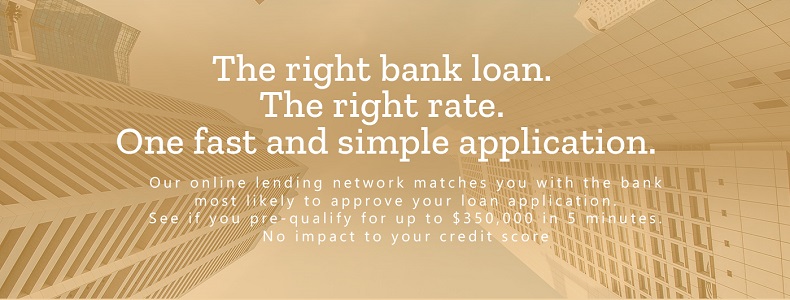 The right bank loan.
The right rate.
One fast and simple application.
Our online lending network matches you with the bank
most likely to approve your loan application.
See if you pre-qualify for up to $350,000 in 5 minutes.
No impact to your credit score